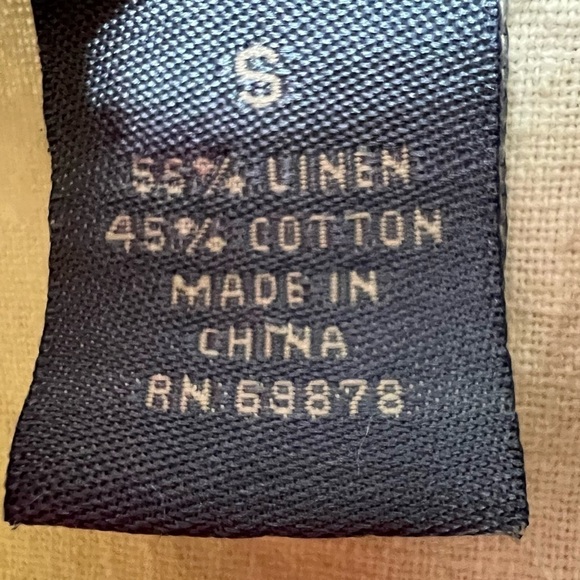 S
55% LINEN
45% COTTON
MADE IN
CHINA
RN 69878